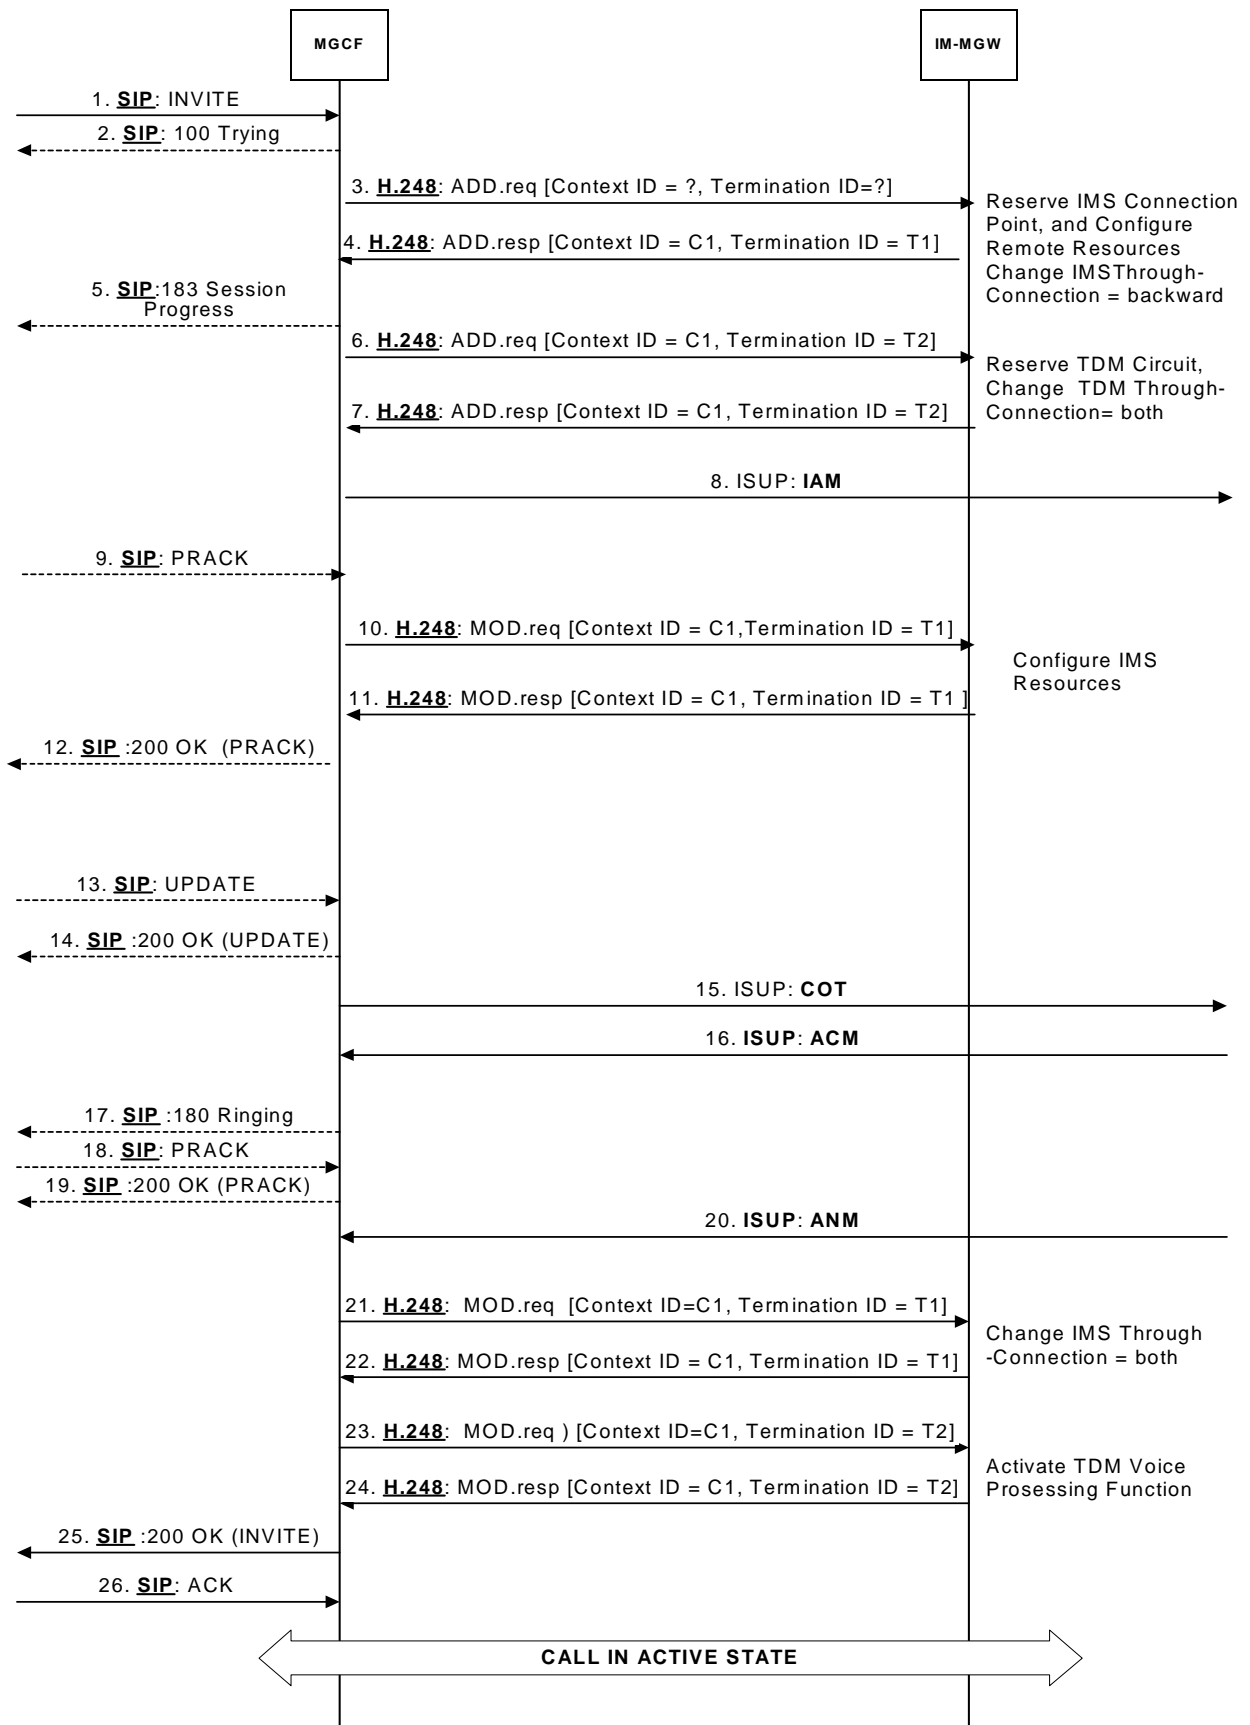 MGCF
IM-MGW
1. SIP: INVITE
2. SIP: 100 Trying
3. H.248: ADD.req [Context ID = ?, Termination ID=?]
Reserve IMS Connection
Point, and Configure
Remote Resources
Change IMSThrough-
Connection = backward
4. H.248: ADD.resp [Context ID = C1, Termination ID = T1]
5. SIP:183 Session
Progress
6. H.248: ADD.req [Context ID = C1, Termination ID = T2]
Reserve TDM Circuit,
Change TDM Through-
Connection= both
7. H.248: ADD.resp [Context ID = C1, Termination ID = T2]
8. ISUP: IAM
9. SIP: PRACK
10. H.248: MOD.req [Context ID = C1,Termination ID = T1]
Configure IMS
Resources
11. H.248: MOD.resp [Context ID = C1, Termination ID = T1 ]
12. SIP :200 OK (PRACK)
13. SIP: UPDATE
14. SIP :200 OK (UPDATE)
15. ISUP: COT
16. ISUP: ACM
17. SIP :180 Ringing
18. SIP: PRACK
19. SIP :200 OK (PRACK)
20. ISUP: ANM
21. H.248: MOD.req [Context ID=C1, Termination ID = T1]
Change IMS Through
-Connection = both
22. H.248: MOD.resp [Context ID = C1, Termination ID = T1]
23. H.248: MOD.req ) [Context ID=C1, Termination ID = T2]
Activate TDM Voice
Prosessing Function
24. H.248: MOD.resp [Context ID = C1, Termination ID = T2]
25. SIP :200 OK (INVITE)
26. SIP: ACK
CALL IN ACTIVE STATE